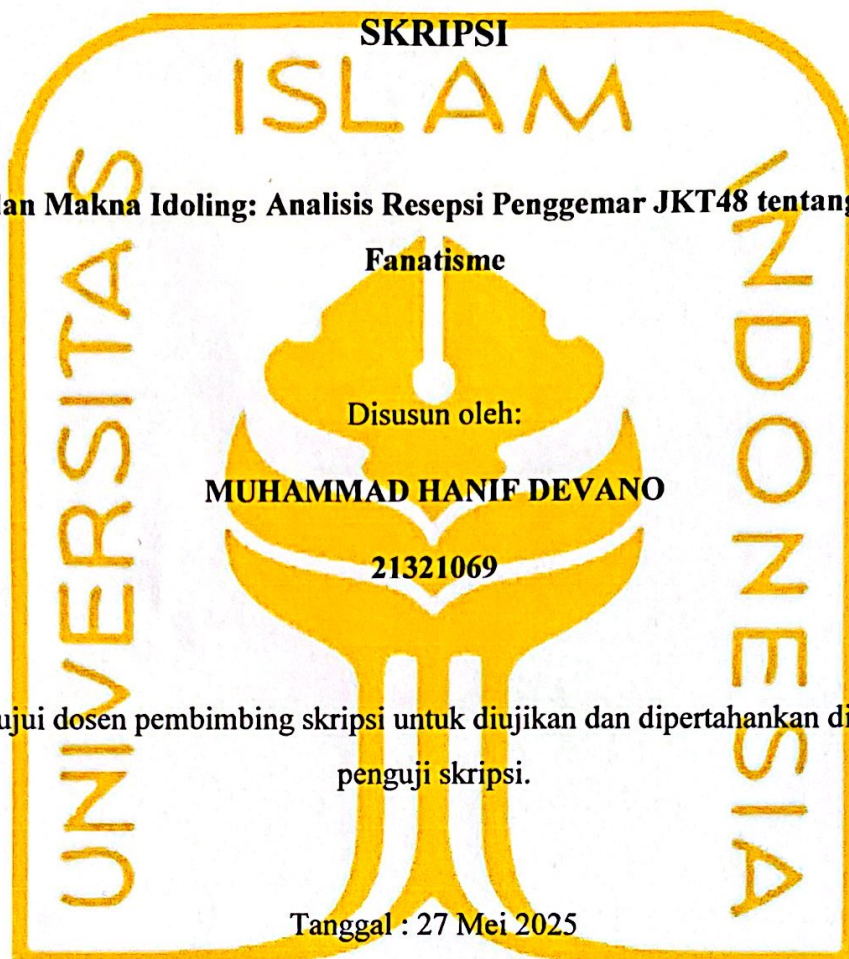 SKRIPSI
UNIVERSITAS
ISLAM
INDONESIA
dan Makna Idoling: Analisis Resepsi Penggemar JKT48 tentang
Fanatisme
Disusun oleh:
MUHAMMAD HANIF DEVANO
21321069
ujui dosen pembimbing skripsi untuk diujikan dan dipertahankan di
penguji skripsi.
Tanggal : 27 Mei 2025